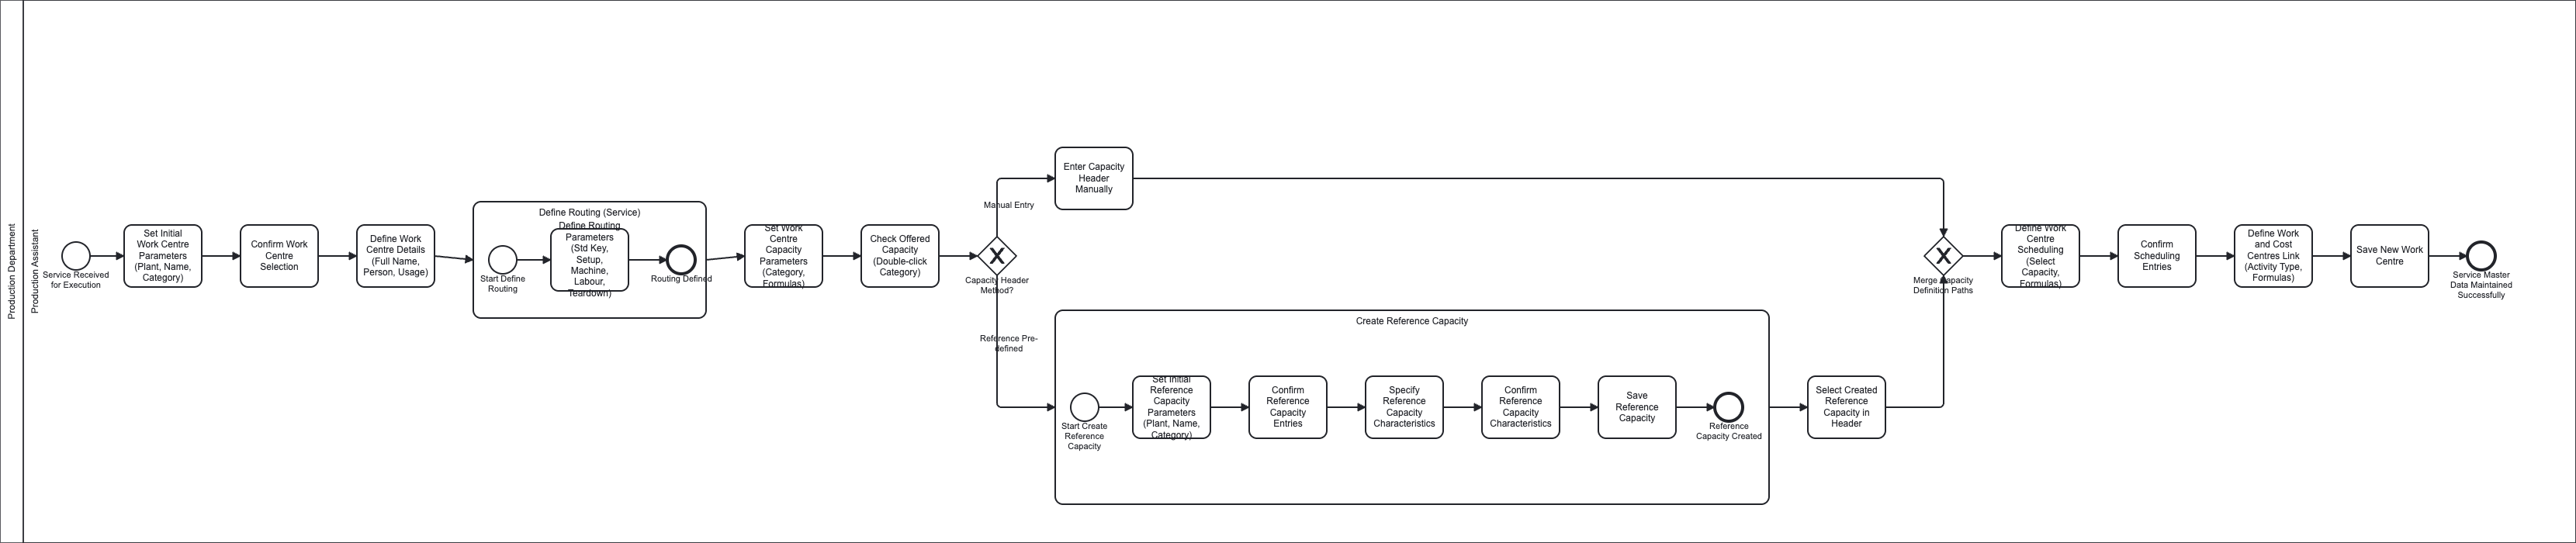 Production Department
Production Assistant
Service Received
for Execution
Set Initial
Work Centre
Parameters
(Plant, Name,
Category)
Confirm Work
Centre
Selection
Define Work
Centre Details
(Full Name,
Person, Usage)
Define Routing (Service)
Start Define
Routing
Define Routing
Parameters
(Std Key,
Setup,
Machine,
Labour,
Teardown)
Routing Defined
Set Work
Centre
Capacity
Parameters
(Category,
Formulas)
Check Offered
Capacity
(Double-click
Category)
Capacity Header
Method?
Manual Entry
Enter Capacity
Header
Manually
Reference Pre-
defined
Create Reference Capacity
Start Create
Reference
Capacity
Set Initial
Reference
Capacity
Parameters
(Plant, Name,
Category)
Confirm
Reference
Capacity
Entries
Specify
Reference
Capacity
Characteristics
Confirm
Reference
Capacity
Characteristics
Save
Reference
Capacity
Reference
Capacity Created
Select Created
Reference
Capacity in
Header
Merge Capacity
Definition Paths
Define Work
Centre
Scheduling
(Select
Capacity,
Formulas)
Confirm
Scheduling
Entries
Define Work
and Cost
Centres Link
(Activity Type,
Formulas)
Save New Work
Centre
Service Master
Data Maintained
Successfully